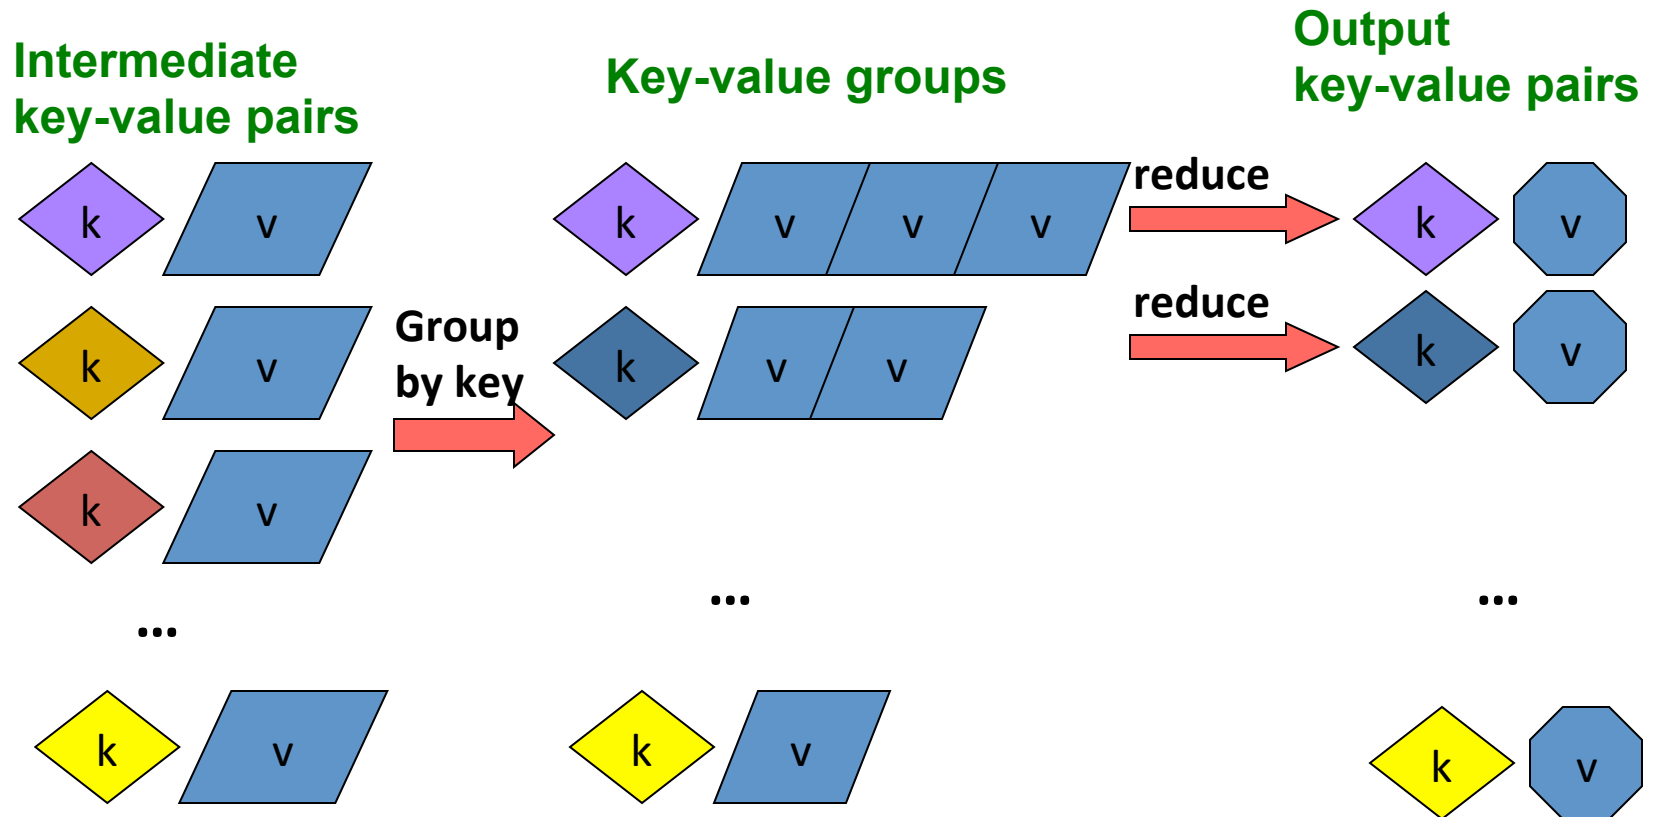 Intermediate
key-value pairs
Key-value groups
Output
key-value pairs
k v
k v v v
reduce
k v
k v
Group
by key
k v v
reduce
k v
k v
...
...
...
k v
k v
k v